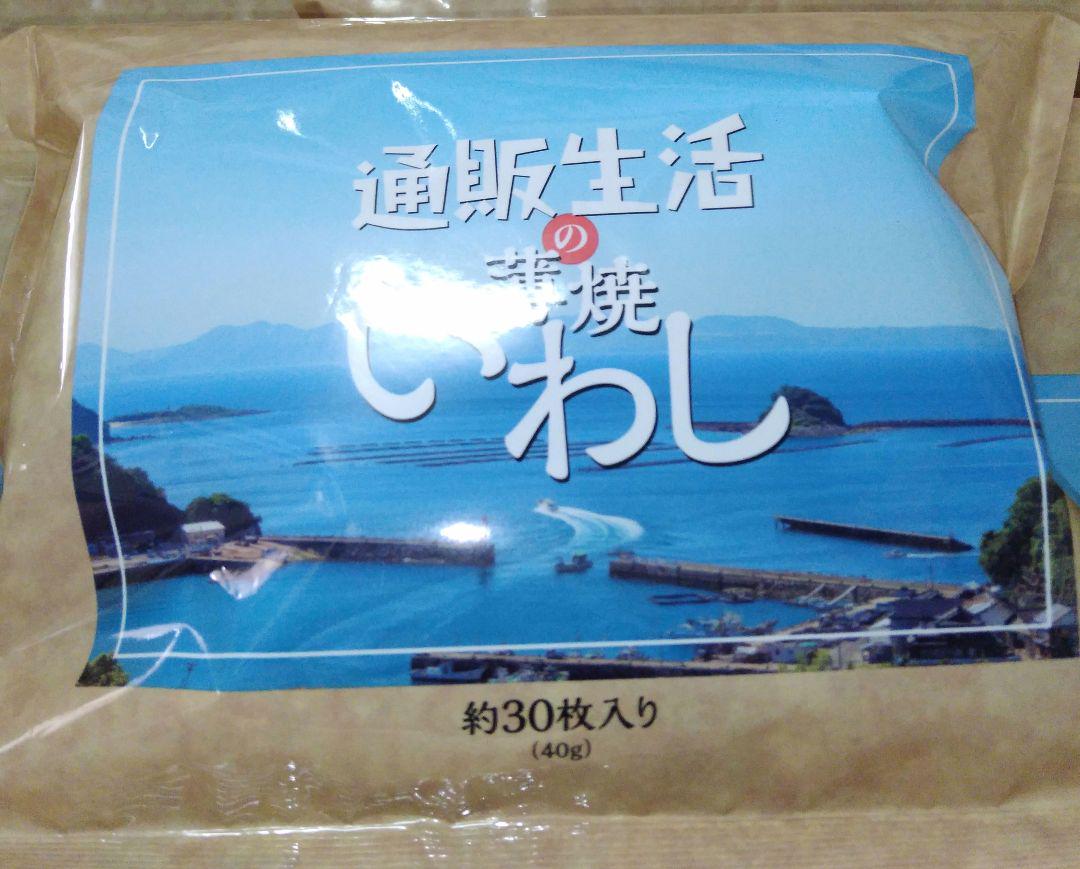 通販生活
の
薄焼
いわし
約30枚入り
(40g)